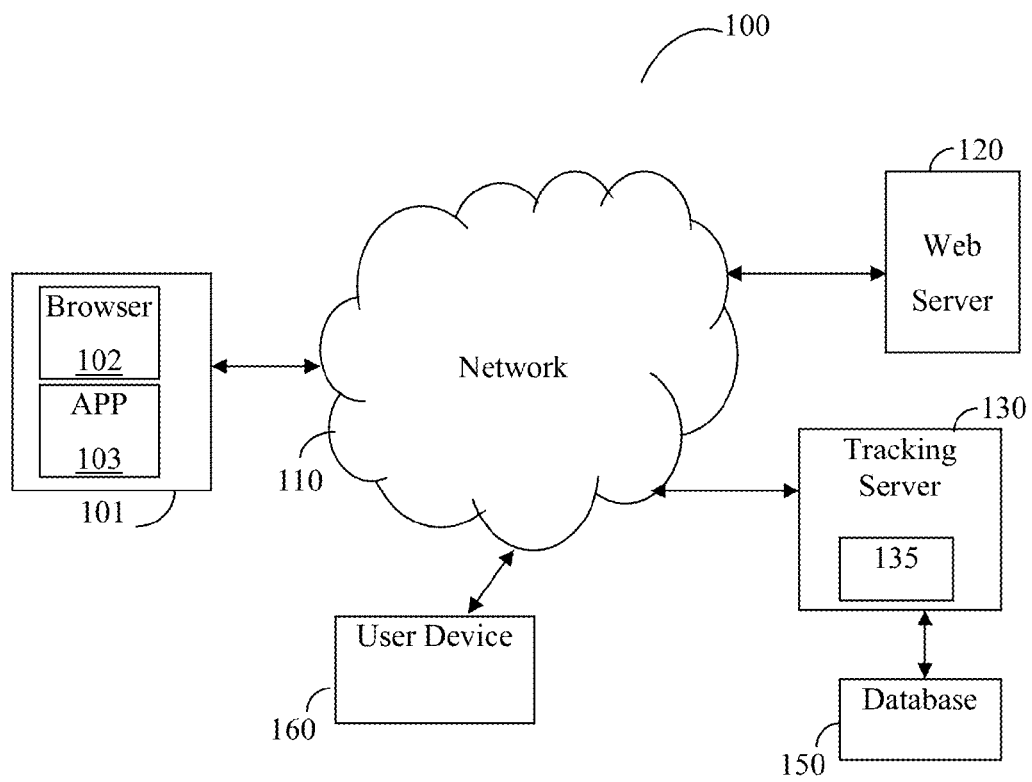 100
120
Web
Server
Browser
102
APP
103
101
Network
110
130
Tracking
Server
135
User Device
160
Database
150